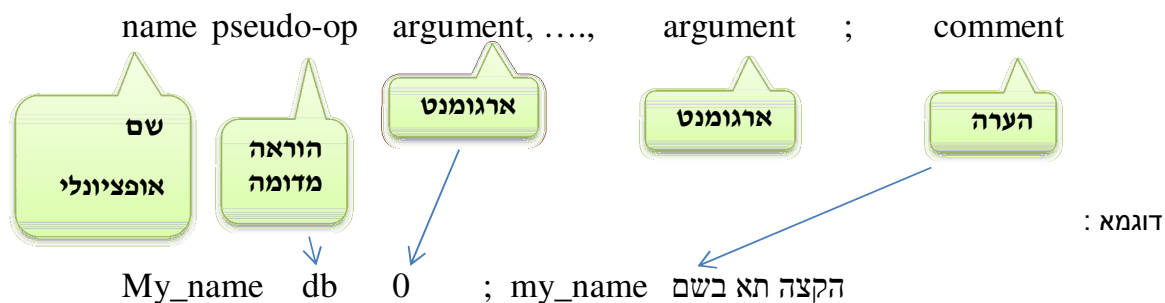 name pseudo-op argument, …., argument ; comment
שם
אופציונלי
הוראה
מדומה
ארגומנט
ארגומנט
הערה
דוגמא :
My_name db 0 ; my_name הקצה תא בשם